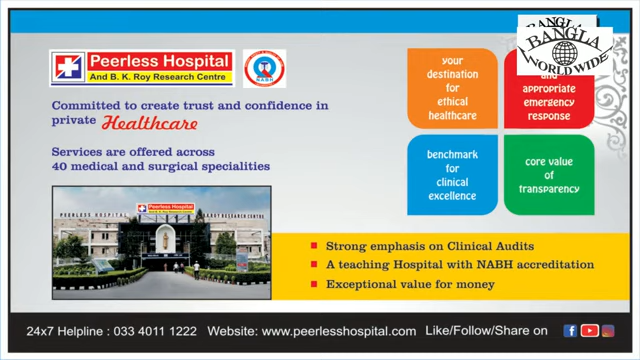 BANGLA
BANGLA
WORLD WIDE
Peerless Hospital
And B. K. Roy Research Centre
NABH
Committed to create trust and confidence in
private Healthcare
Services are offered across
40 medical and surgical specialities
your
destination
for
ethical
healthcare
and
appropriate
emergency
response
benchmark
for
clinical
excellence
core value
of
transparency
Peerless Hospital
PEERLESS HOSPITAL
RESEARCH CENTRE
Strong emphasis on Clinical Audits
A teaching Hospital with NABH accreditation
Exceptional value for money
24x7 Helpline : 033 4011 1222 Website: www.peerlesshospital.com Like/Follow/Share on